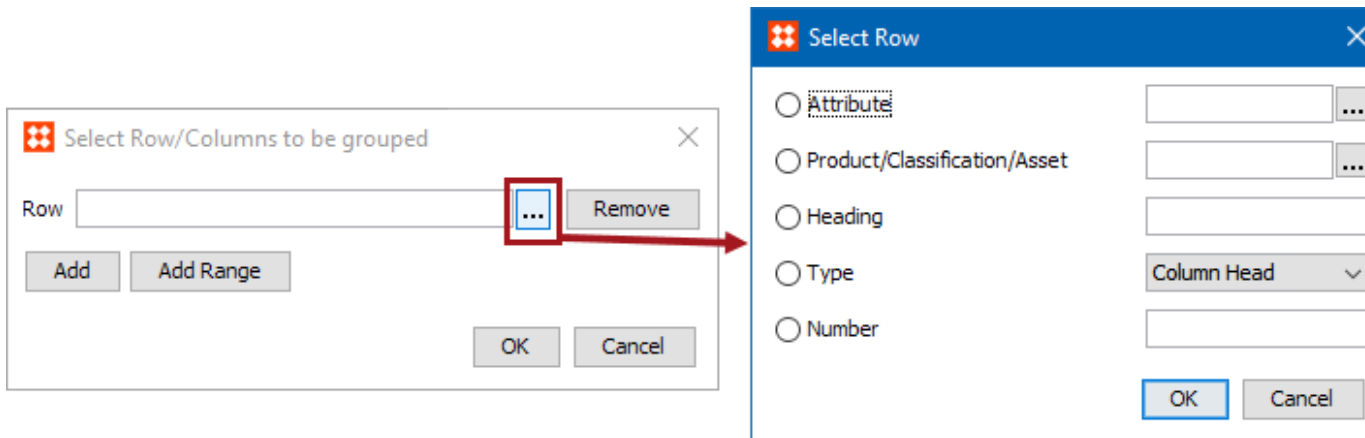 Select Row/Columns to be grouped
Row ... Remove
Add Add Range
OK Cancel
Select Row
Attribute ...
Product/Classification/Asset ...
Heading
Type Column Head
Number
OK Cancel